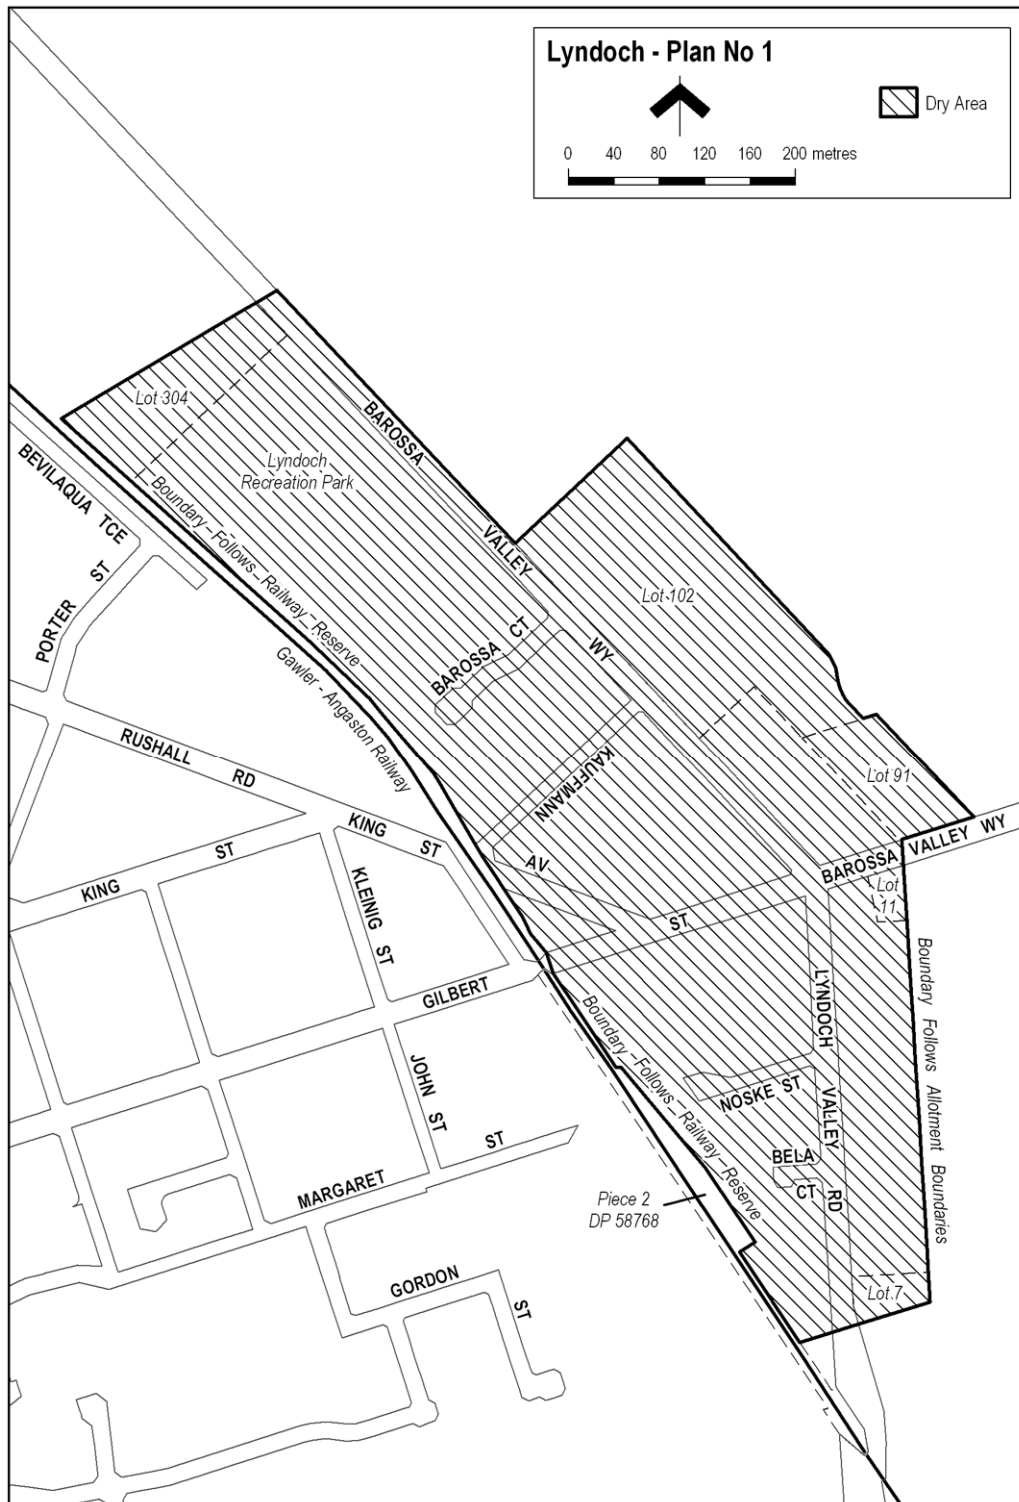 Lyndoch - Plan No 1
Dry Area
0 40 80 120 160 200 metres
Lot 304
Lyndoch
Recreation Park
BAROSSA
VALLEY
WY
BEVILAQUA TCE
PORTER ST
Boundary Follows Railway Reserve
Gawler - Angaston Railway
Lot 102
BAROSSA CT
RUSHALL RD
KAUFFMANN
AV
Lot 91
KING ST
KING ST
KLEINIG ST
BAROSSA VALLEY WY
Lot
11
GILBERT ST
LYNDOCH
VALLEY
RD
Boundary Follows Allotment Boundaries
Boundary Follows Railway Reserve
JOHN ST
NOSKE ST
BELA
CT
MARGARET ST
Piece 2
DP 58768
GORDON ST
Lot 7